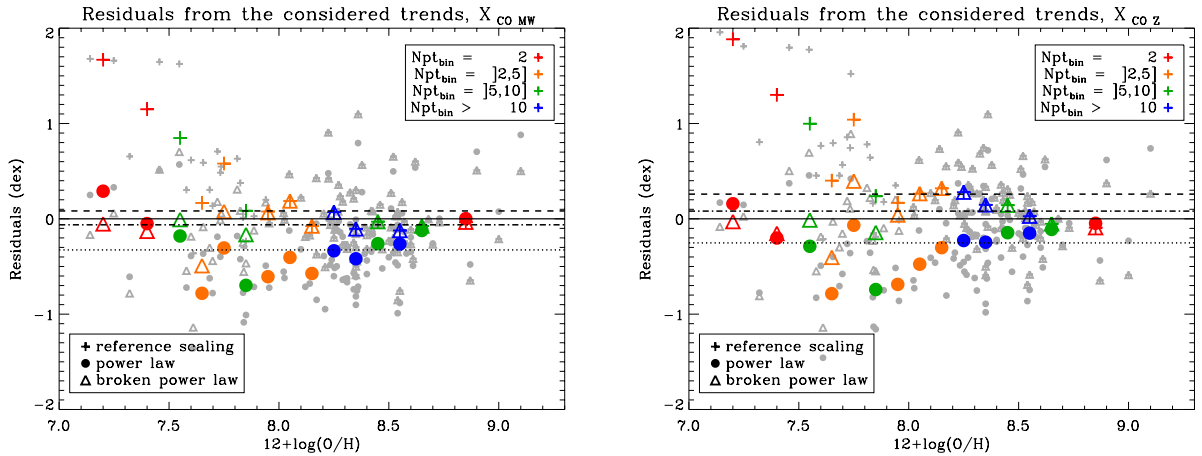 Residuals from the considered trends, X CO MW
2
1
0
−1
−2
Residuals (dex)
Npt bin = 2
Npt bin = ]2,5]
Npt bin = ]5,10]
Npt bin > 10
reference scaling
power law
broken power law
7.0 7.5 8.0 8.5 9.0
12+log(O/H)
Residuals from the considered trends, X CO Z
2
1
0
−1
−2
Residuals (dex)
Npt bin = 2
Npt bin = ]2,5]
Npt bin = ]5,10]
Npt bin > 10
reference scaling
power law
broken power law
7.0 7.5 8.0 8.5 9.0
12+log(O/H)